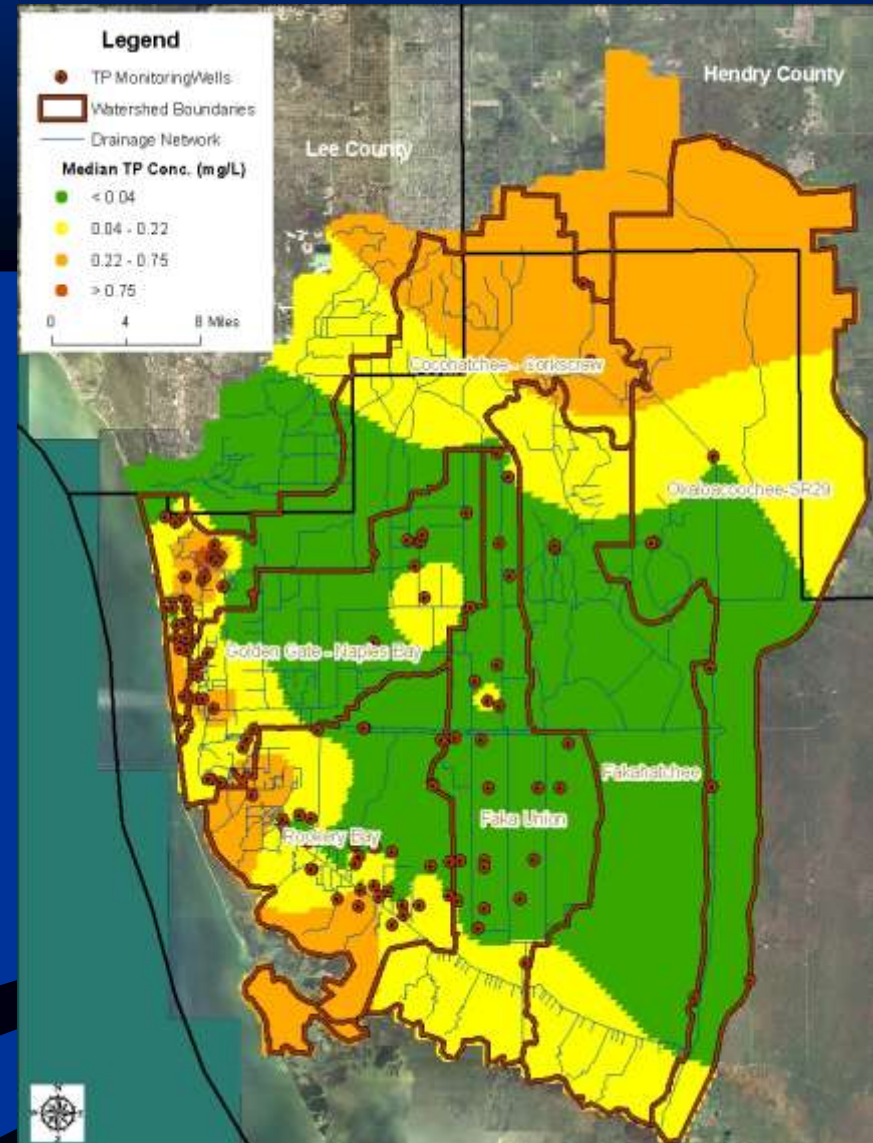 Legend
TP MonitoringWells
Watershed Boundaries
Drainage Network
Median TP Conc. (mg/L)
< 0.04
0.04 - 0.22
0.22 - 0.75
> 0.75
0 4 8 Miles
Hendry County
Lee County
Cocohatchee - Corkscrew
Okaloacoochee-SR29
Golden Gate - Naples Bay
Fakahatchee
Faka Union
Rookery Bay